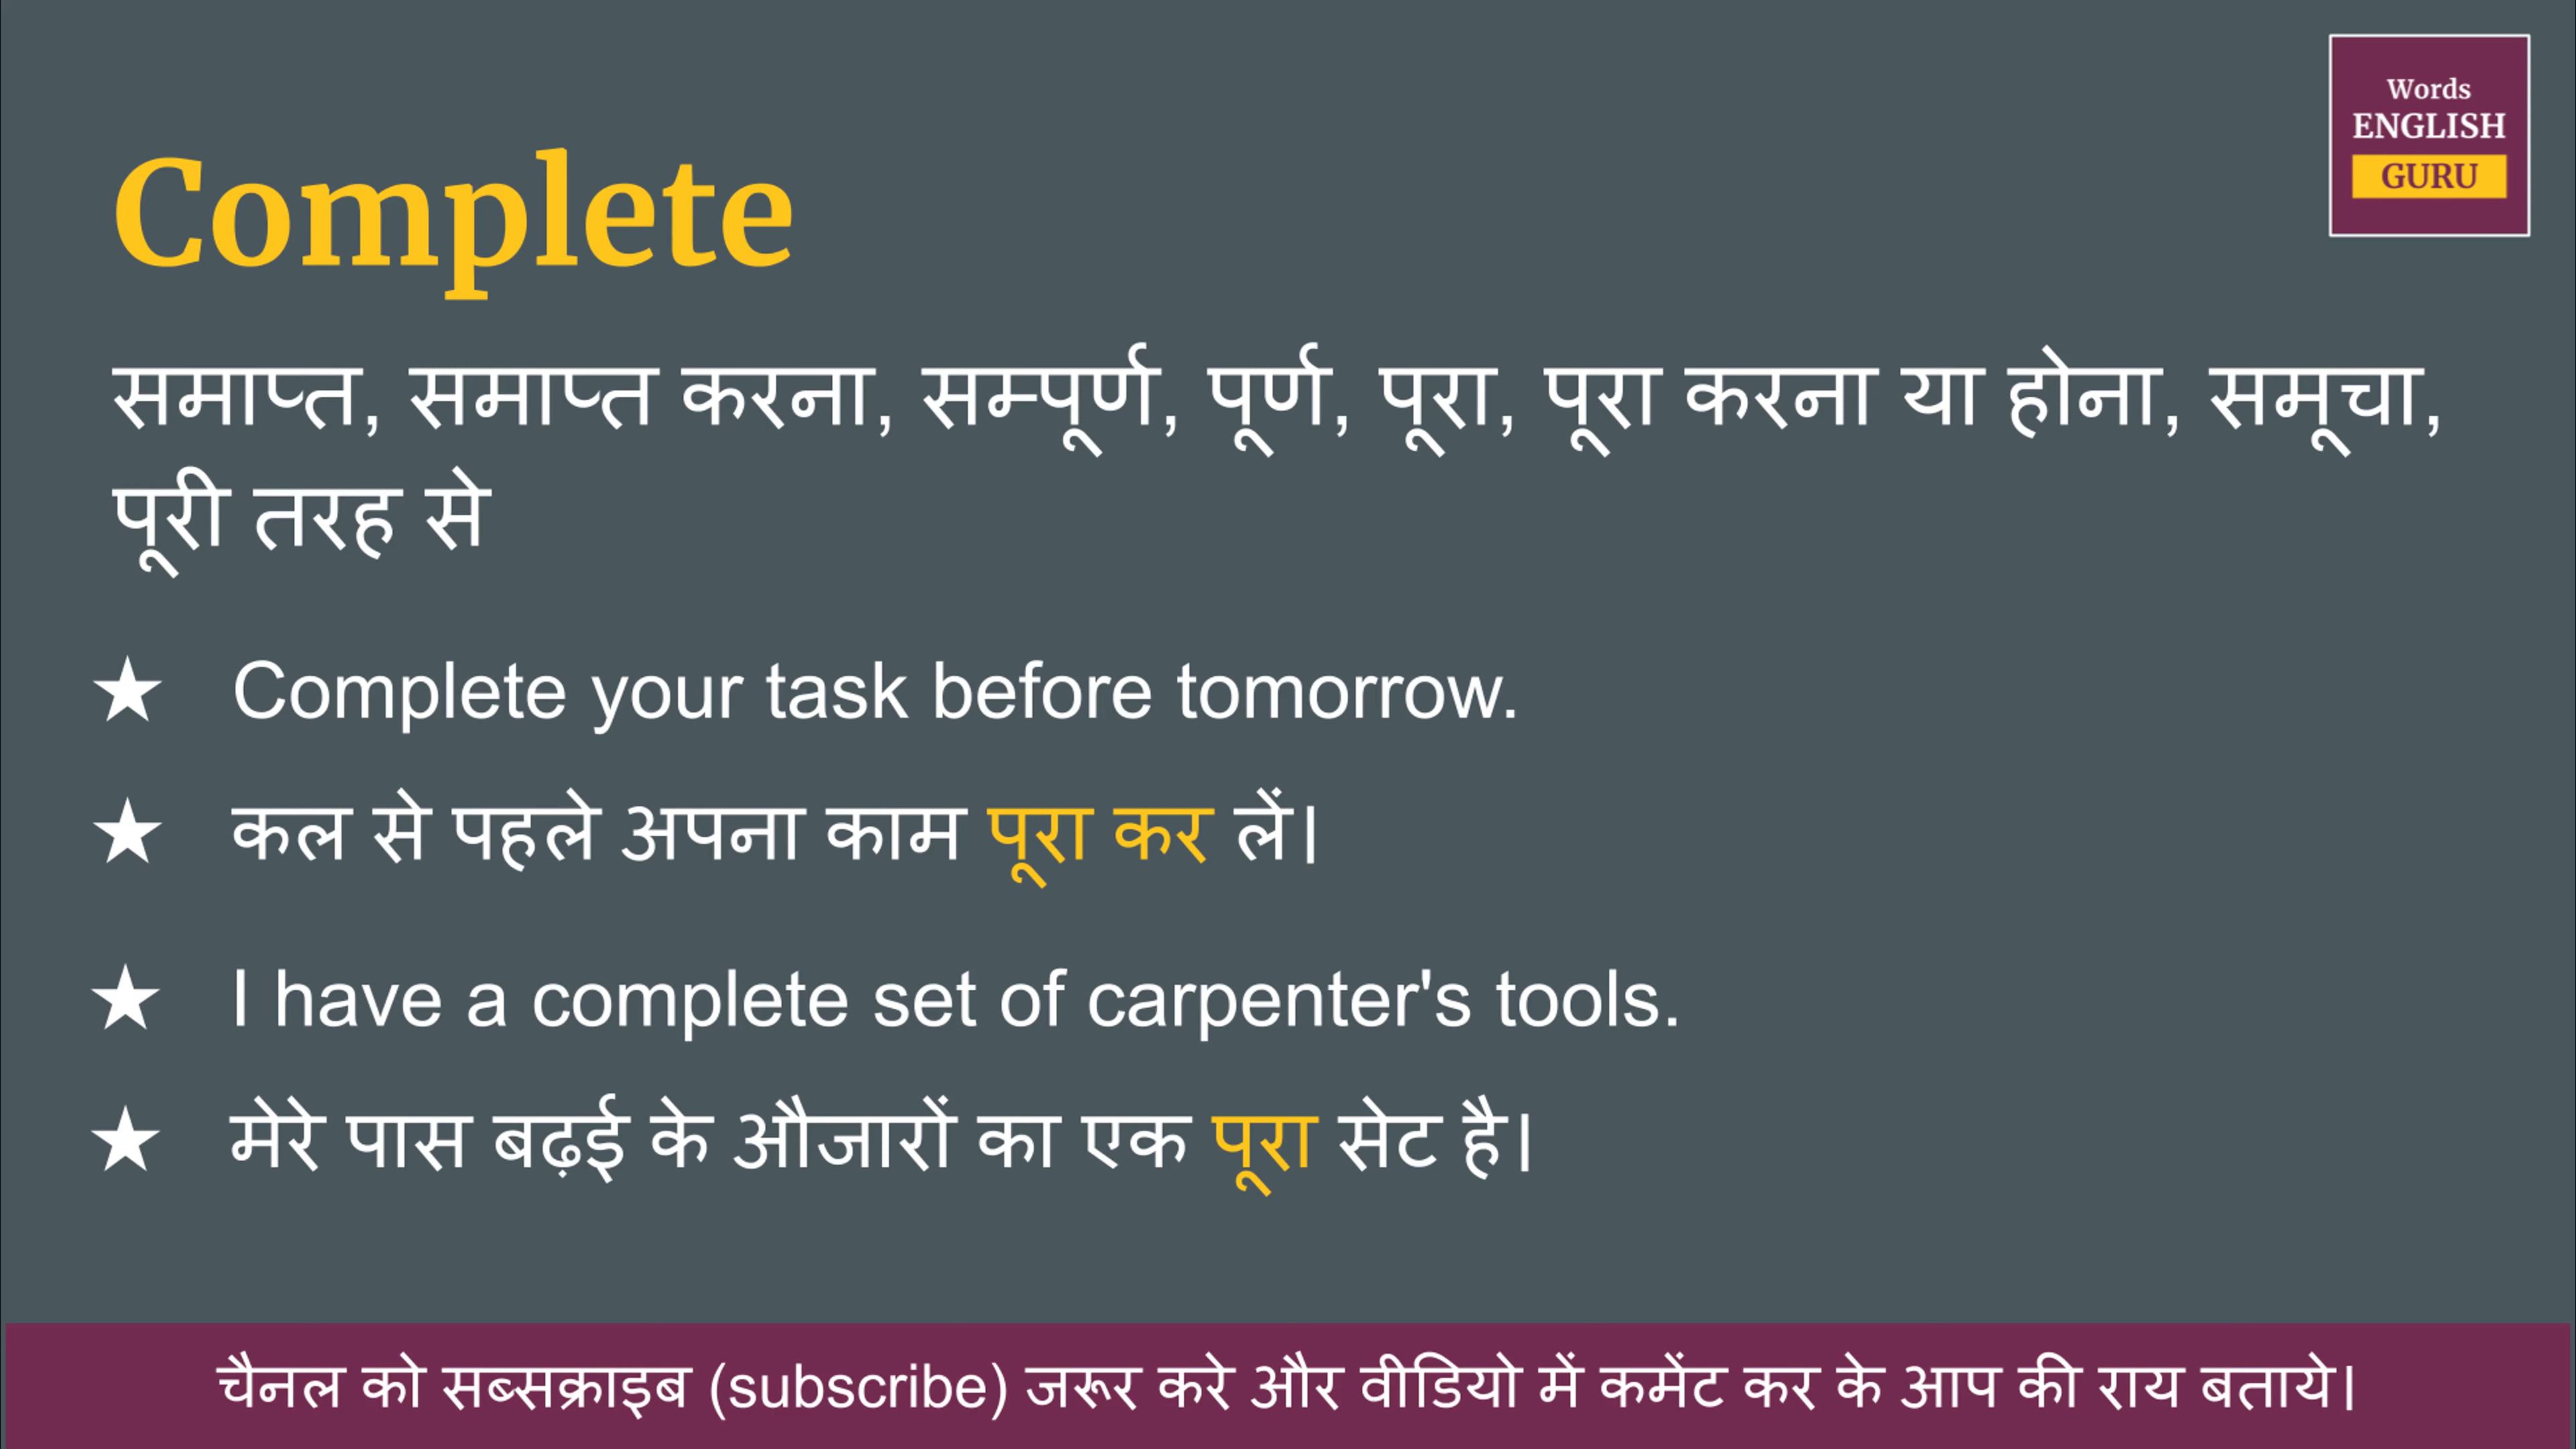 Words
ENGLISH
GURU
Complete
समाप्त, समाप्त करना, सम्पूर्ण, पूर्ण, पूरा, पूरा करना या होना, समूचा,
पूरी तरह से
★ Complete your task before tomorrow.
★ कल से पहले अपना काम पूरा कर लें।
★ I have a complete set of carpenter's tools.
★ मेरे पास बढ़ई के औजारों का एक पूरा सेट है।
चैनल को सब्सक्राइब (subscribe) जरूर करे और वीडियो में कमेंट कर के आप की राय बताये।